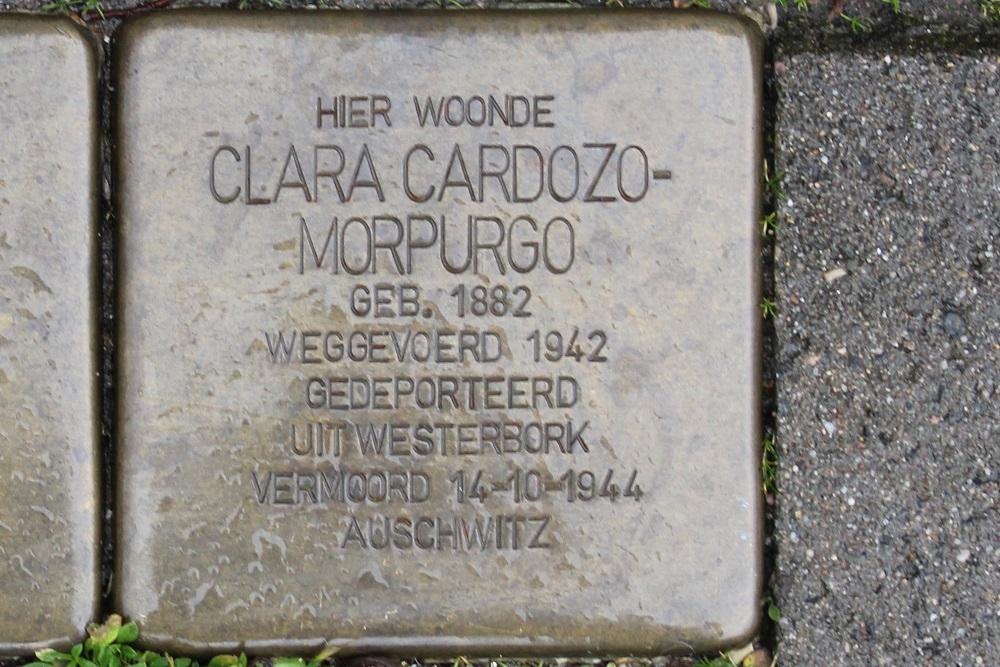 HIER WOONDE
CLARA CARDOZO-
MORPURGO
GEB. 1882
WEGGEVOERD 1942
GEDEPORTEERD
UIT WESTERBORK
VERMOORD 14-10-1944
AUSCHWITZ